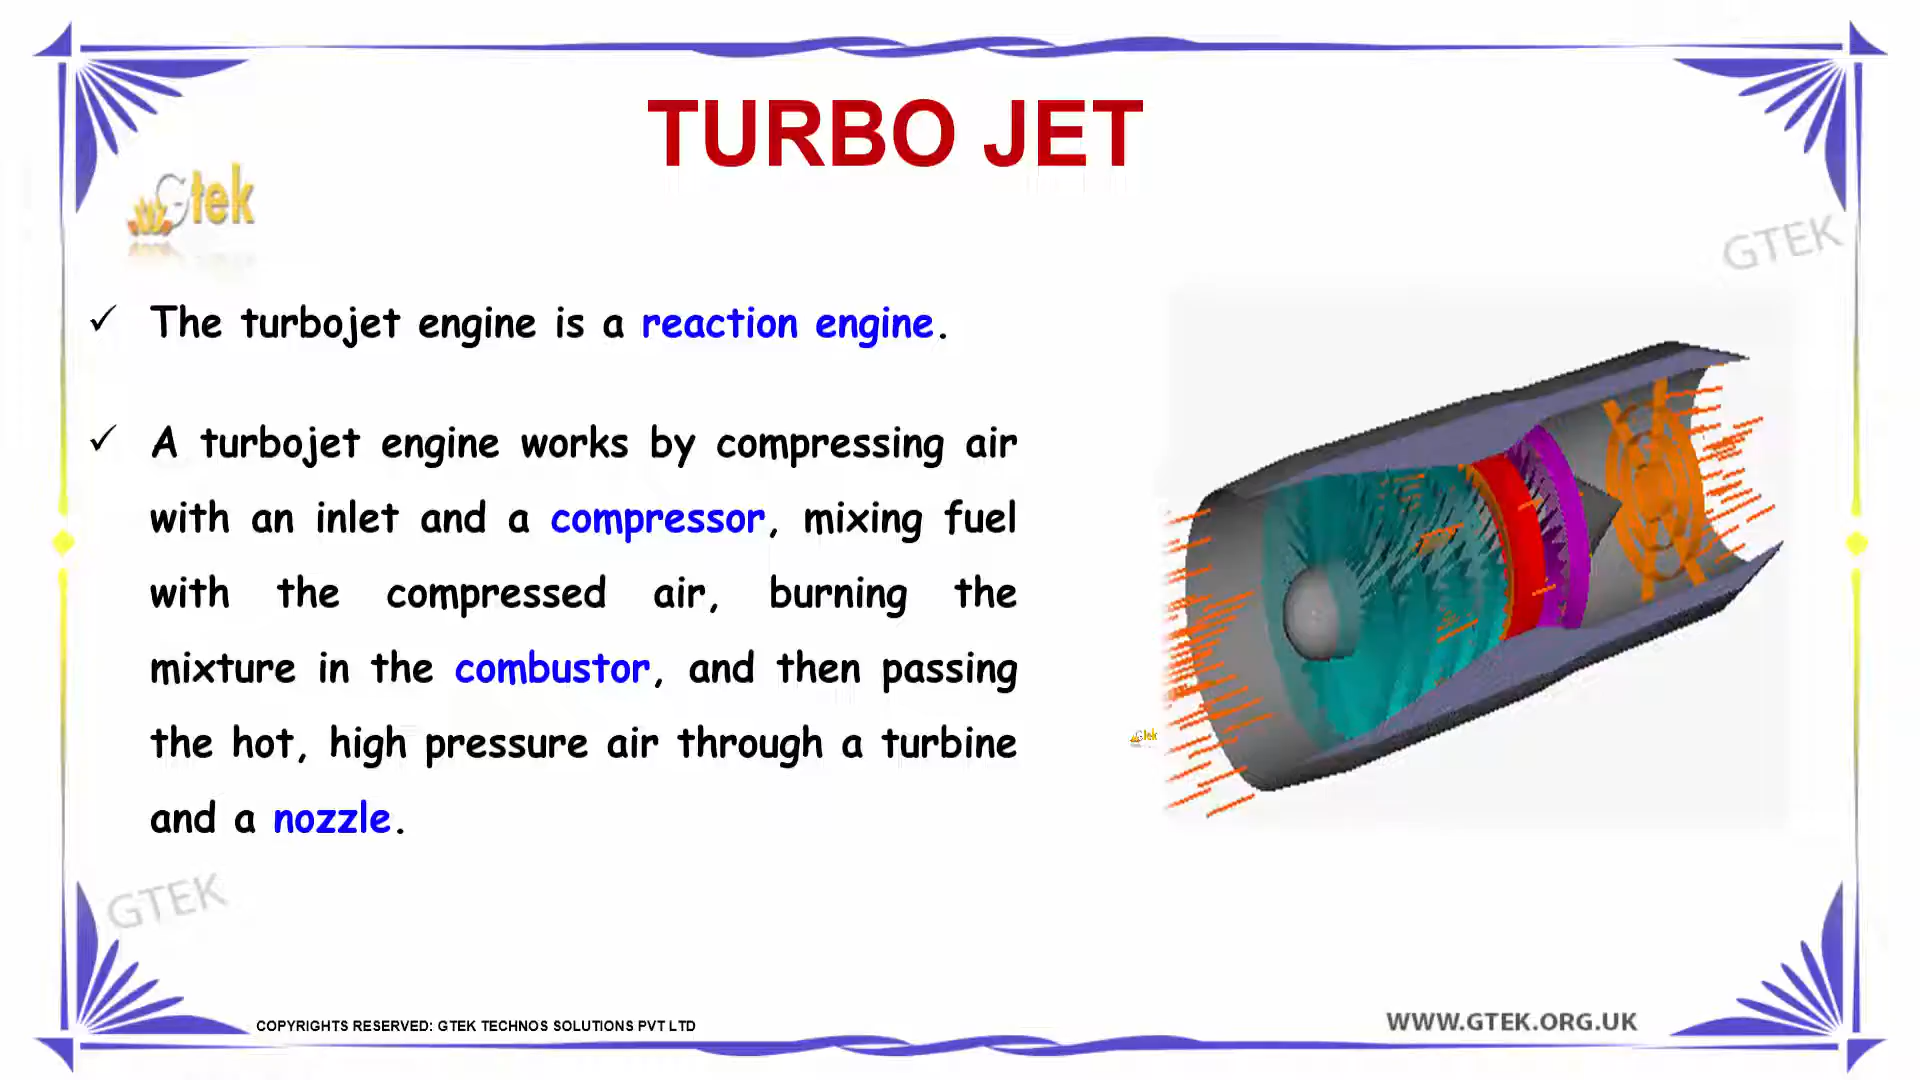 TURBO JET
Gtek
GTEK
✓ The turbojet engine is a reaction engine.
✓ A turbojet engine works by compressing air
with an inlet and a compressor, mixing fuel
with the compressed air, burning the
mixture in the combustor, and then passing
the hot, high pressure air through a turbine
and a nozzle.
Gtek
GTEK
COPYRIGHTS RESERVED: GTEK TECHNOS SOLUTIONS PVT LTD
WWW.GTEK.ORG.UK